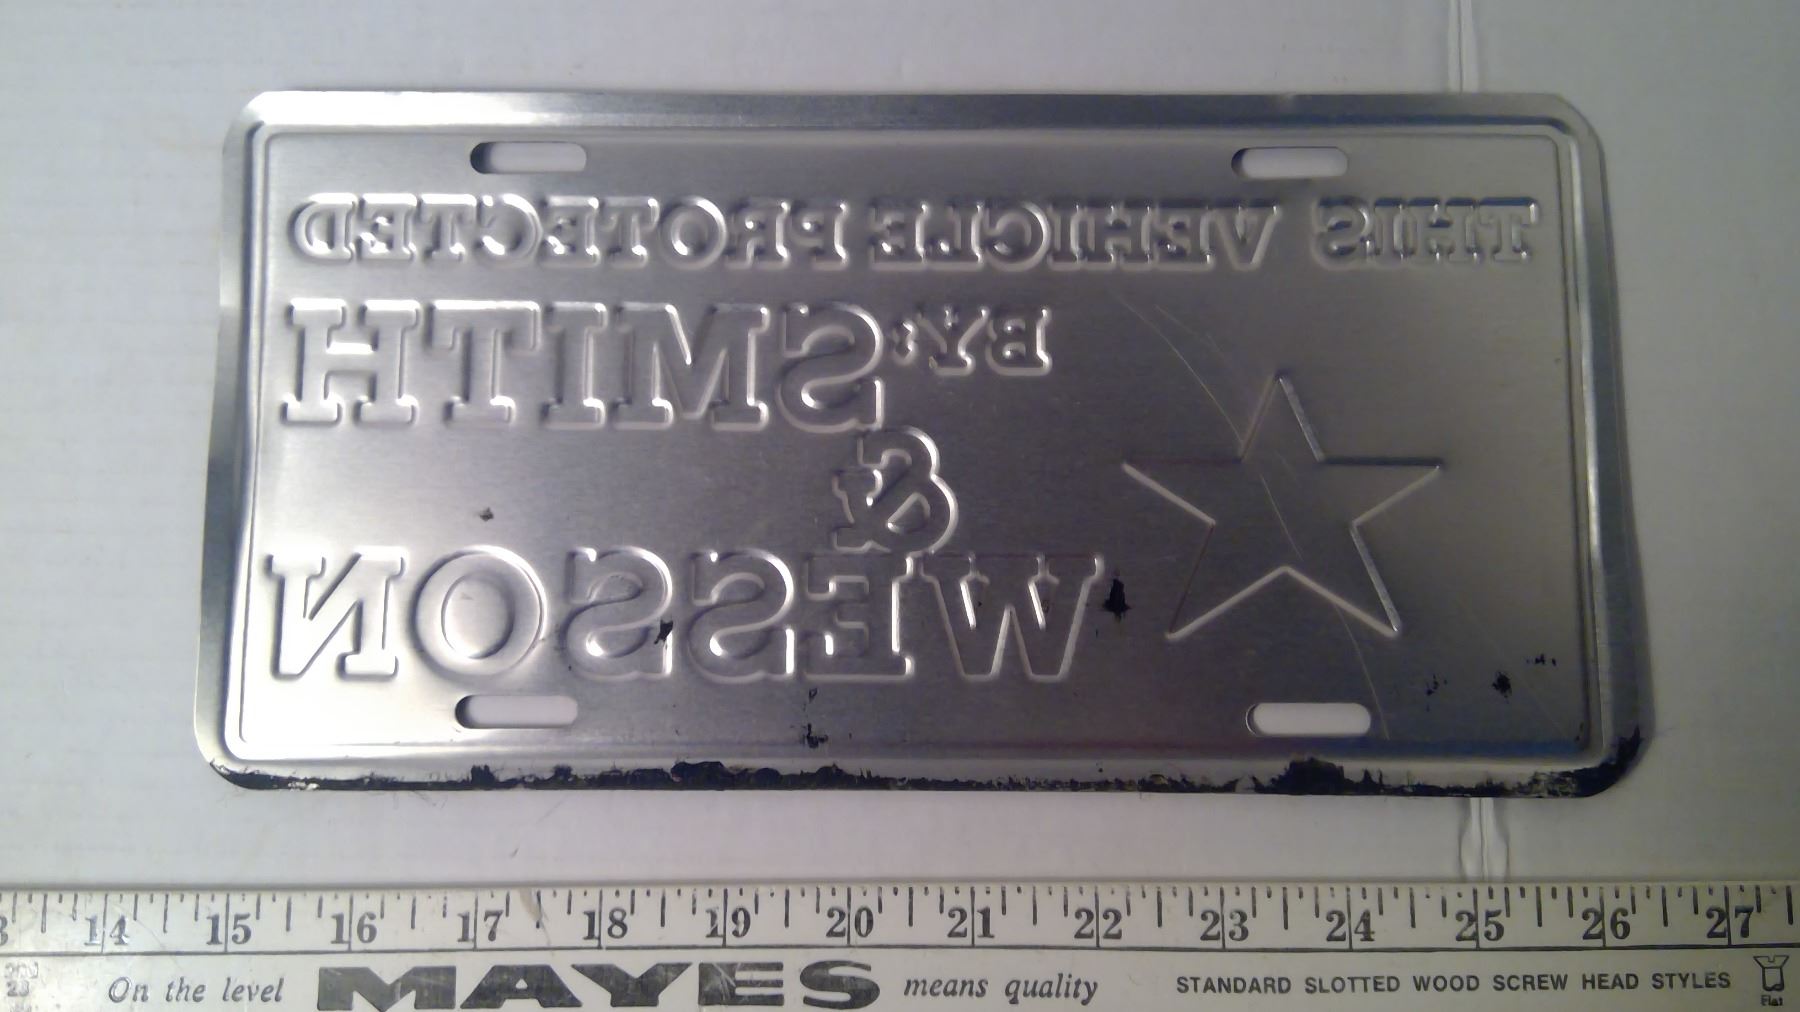 THIS VEHICLE PROTECTED
BY: SMITH
&
WESSON
14 15 16 17 18 19 20 21 22 23 24 25 26 27
On the level MAYES means quality STANDARD SLOTTED WOOD SCREW HEAD STYLES
Flat